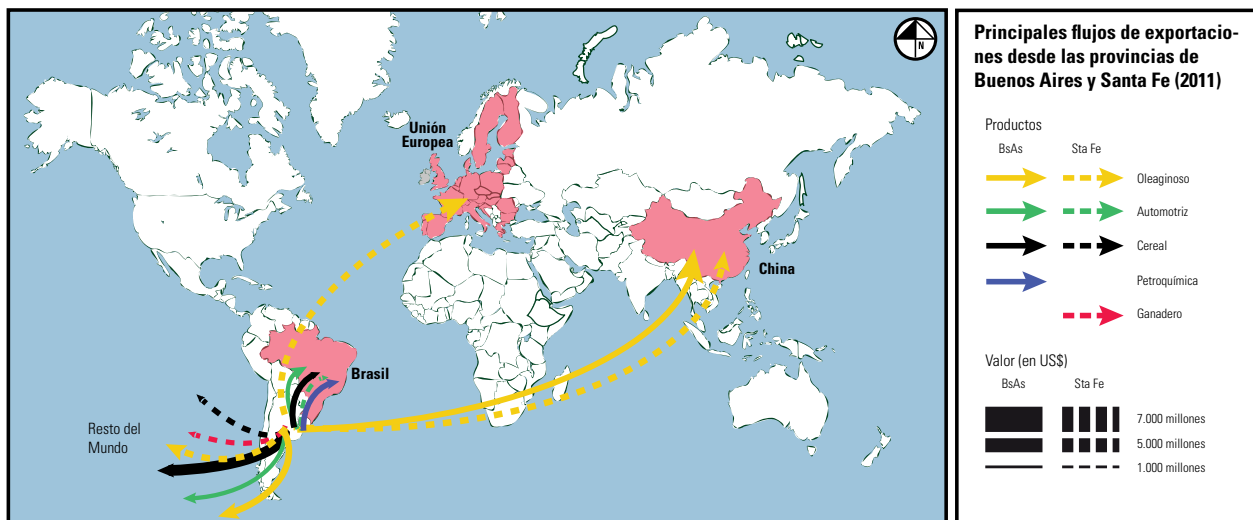 N
Unión
Europea
China
Brasil
Resto del
Mundo
Principales flujos de exportacio-
nes desde las provincias de
Buenos Aires y Santa Fe (2011)
Productos
BsAs Sta Fe
Oleaginoso
Automotriz
Cereal
Petroquímica
Ganadero
Valor (en US$)
BsAs Sta Fe
7.000 millones
5.000 millones
1.000 millones